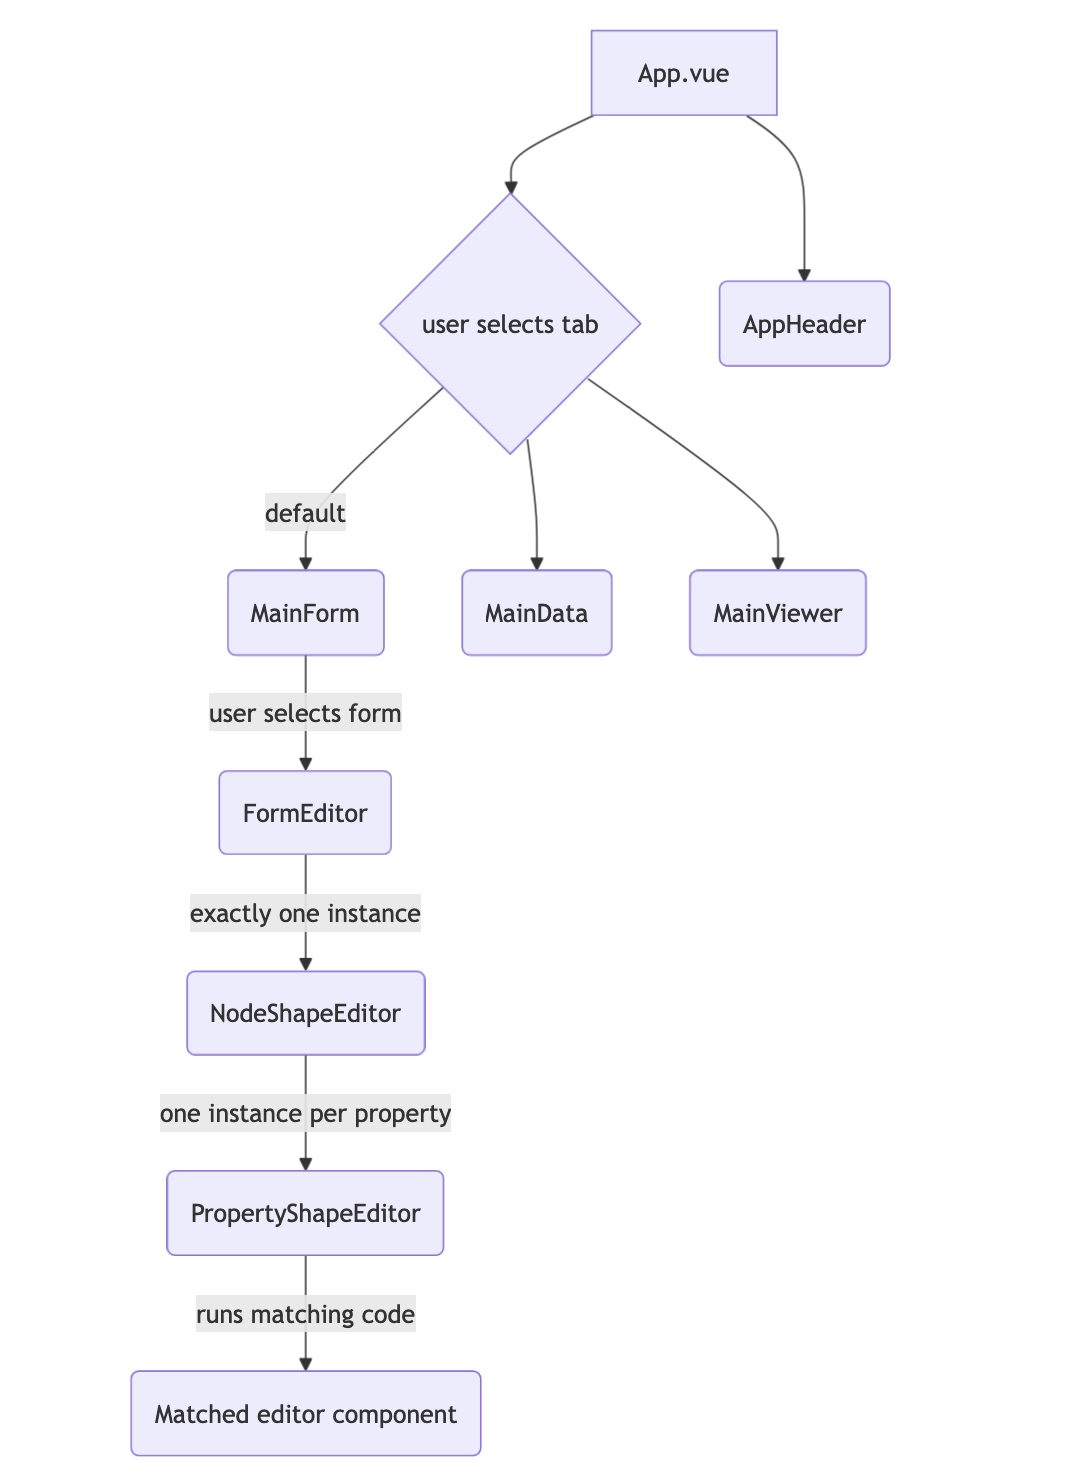 App.vue
user selects tab
AppHeader
default
MainForm
MainData
MainViewer
user selects form
FormEditor
exactly one instance
NodeShapeEditor
one instance per property
PropertyShapeEditor
runs matching code
Matched editor component